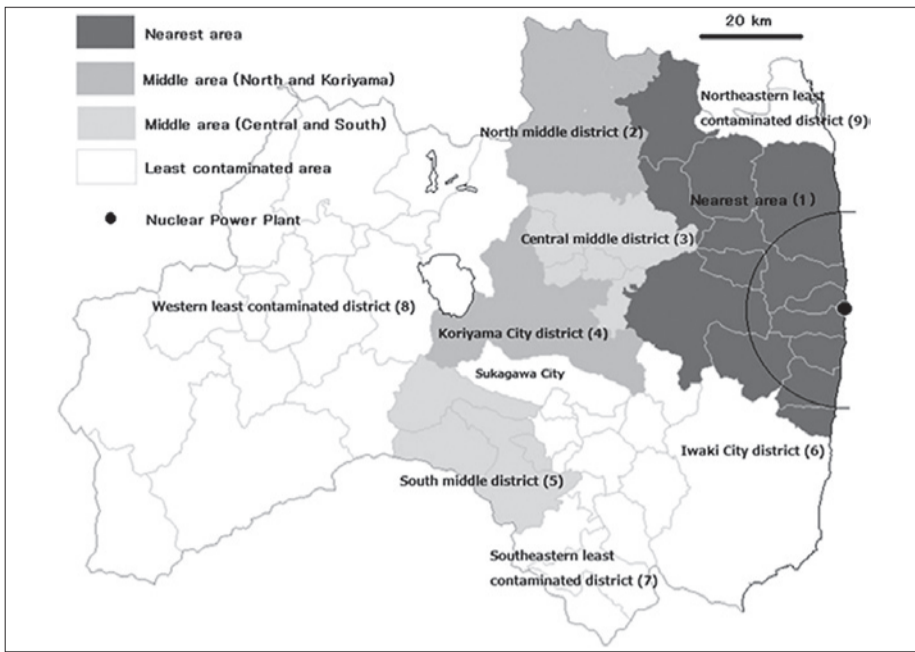 Nearest area
Middle area (North and Koriyama)
Middle area (Central and South)
Least contaminated area
Nuclear Power Plant
20 km
Northeastern least
contaminated district (9)
North middle district (2)
Nearest area (1)
Central middle district (3)
Western least contaminated district (8)
Koriyama City district (4)
Sukagawa City
Iwaki City district (6)
South middle district (5)
Southeastern least
contaminated district (7)